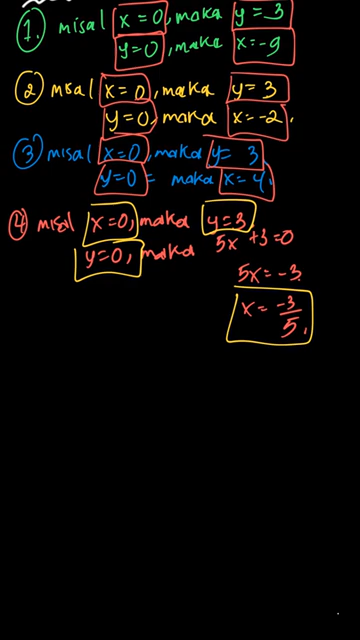 1. misal x = 0, maka y = 3
y = 0, maka x = -9
2 misal x = 0, maka y = 3
y = 0, maka x = -2.
3 misal x = 0, maka y = 3
y = 0 = maka x = 4,
4 misal x = 0, maka y = 3
5x + 3 = 0
y = 0, maka
5x = -3
x = -3/5.